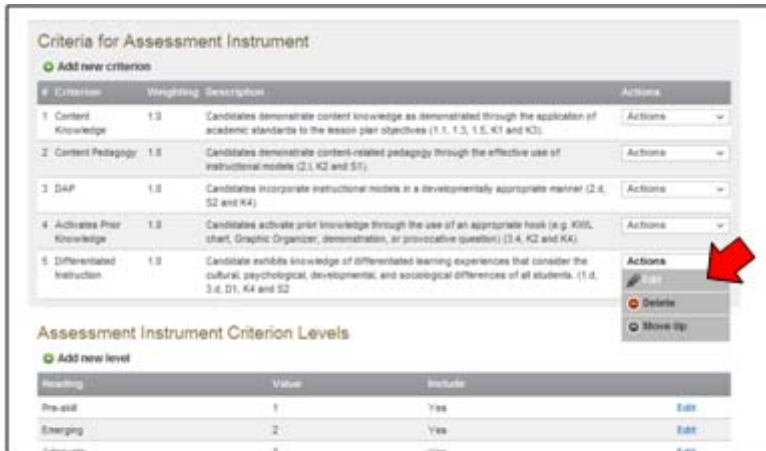 Criteria for Assessment Instrument
Add new criterion
# Criterion Weighting Description Actions
1 Content Knowledge 1.0 Candidates demonstrate content knowledge as demonstrated through the application of Actions
academic standards to the lesson plan objectives (1.1, 1.3, 1.5, K1 and K3).
2 Content Pedagogy 1.0 Candidates demonstrate content-related pedagogy through the effective use of Actions
instructional models (2.l, K2 and S1).
3 DAP 1.0 Candidates incorporate instructional models in a developmentally appropriate manner (2.d, Actions
S2 and K4).
4 Activates Prior Knowledge 1.0 Candidates activate prior knowledge through the use of an appropriate hook (e.g. KWL Actions
chart, Graphic Organizer, demonstration, or provocative question) (3.4, K2 and K4).
5 Differentiated Instruction 1.0 Candidate exhibits knowledge of differentiated learning experiences that consider the Actions
cultural, psychological, developmental, and sociological differences of all students. (1.d, Edit
3.d, D1, K4 and S2 Delete
Move Up
Assessment Instrument Criterion Levels
Add new level
Heading Value Include
Pre-skill 1 Yes Edit
Emerging 2 Yes Edit